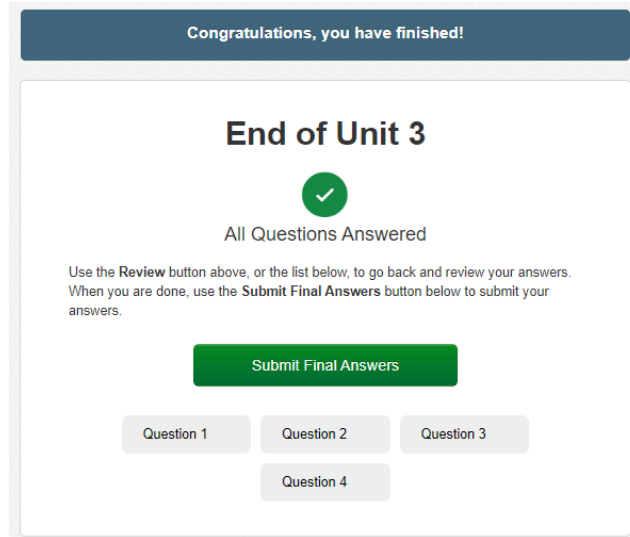 Congratulations, you have finished!
End of Unit 3
All Questions Answered
Use the Review button above, or the list below, to go back and review your answers.
When you are done, use the Submit Final Answers button below to submit your
answers.
Submit Final Answers
Question 1
Question 2
Question 3
Question 4